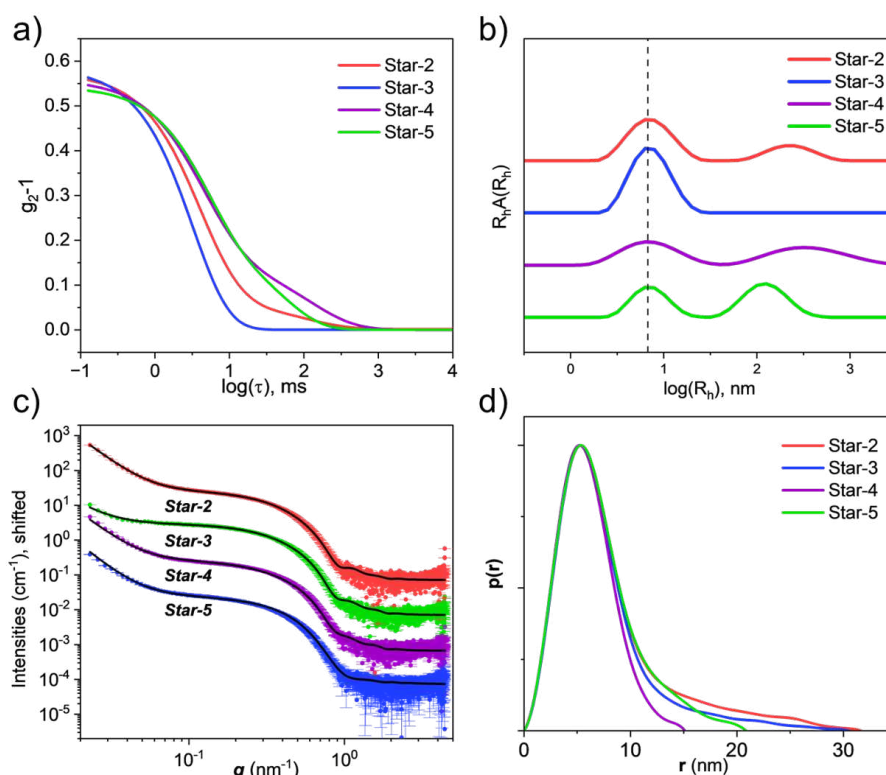 a)
Star-2
Star-3
Star-4
Star-5
0.6
0.5
0.4
0.3
0.2
0.1
0.0
g2-1
-1 0 1 2 3 4
log(τ), ms
b)
Star-2
Star-3
Star-4
Star-5
RhA(Rh)
0 1 2 3
log(Rh), nm
c)
10^3
10^2
10^1
10^0
10^-1
10^-2
10^-3
10^-4
10^-5
Intensities (cm^-1), shifted
Star-2
Star-3
Star-4
Star-5
10^-1 10^0
q (nm^-1)
d)
Star-2
Star-3
Star-4
Star-5
p(r)
0 10 20 30
r (nm)